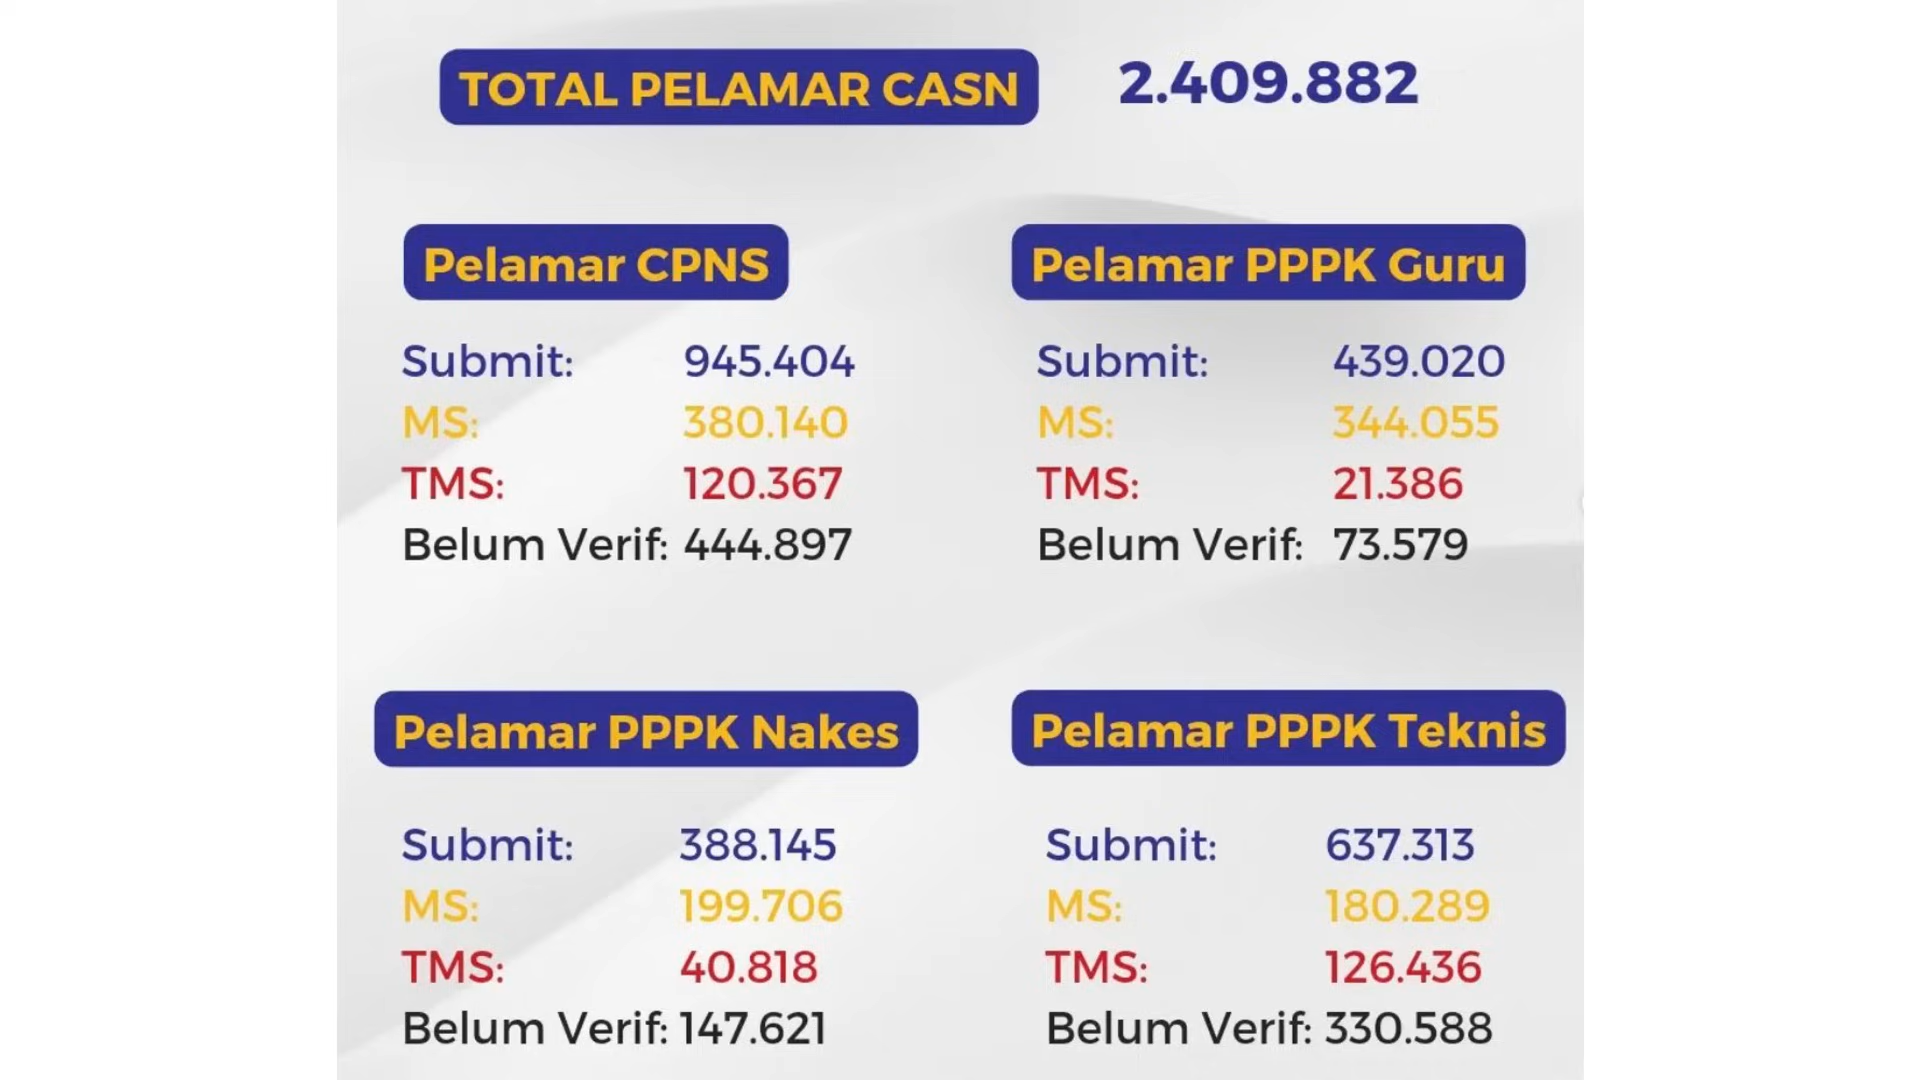 TOTAL PELAMAR CASN 2.409.882
Pelamar CPNS
Submit: 945.404
MS: 380.140
TMS: 120.367
Belum Verif: 444.897
Pelamar PPPK Guru
Submit: 439.020
MS: 344.055
TMS: 21.386
Belum Verif: 73.579
Pelamar PPPK Nakes
Submit: 388.145
MS: 199.706
TMS: 40.818
Belum Verif: 147.621
Pelamar PPPK Teknis
Submit: 637.313
MS: 180.289
TMS: 126.436
Belum Verif: 330.588